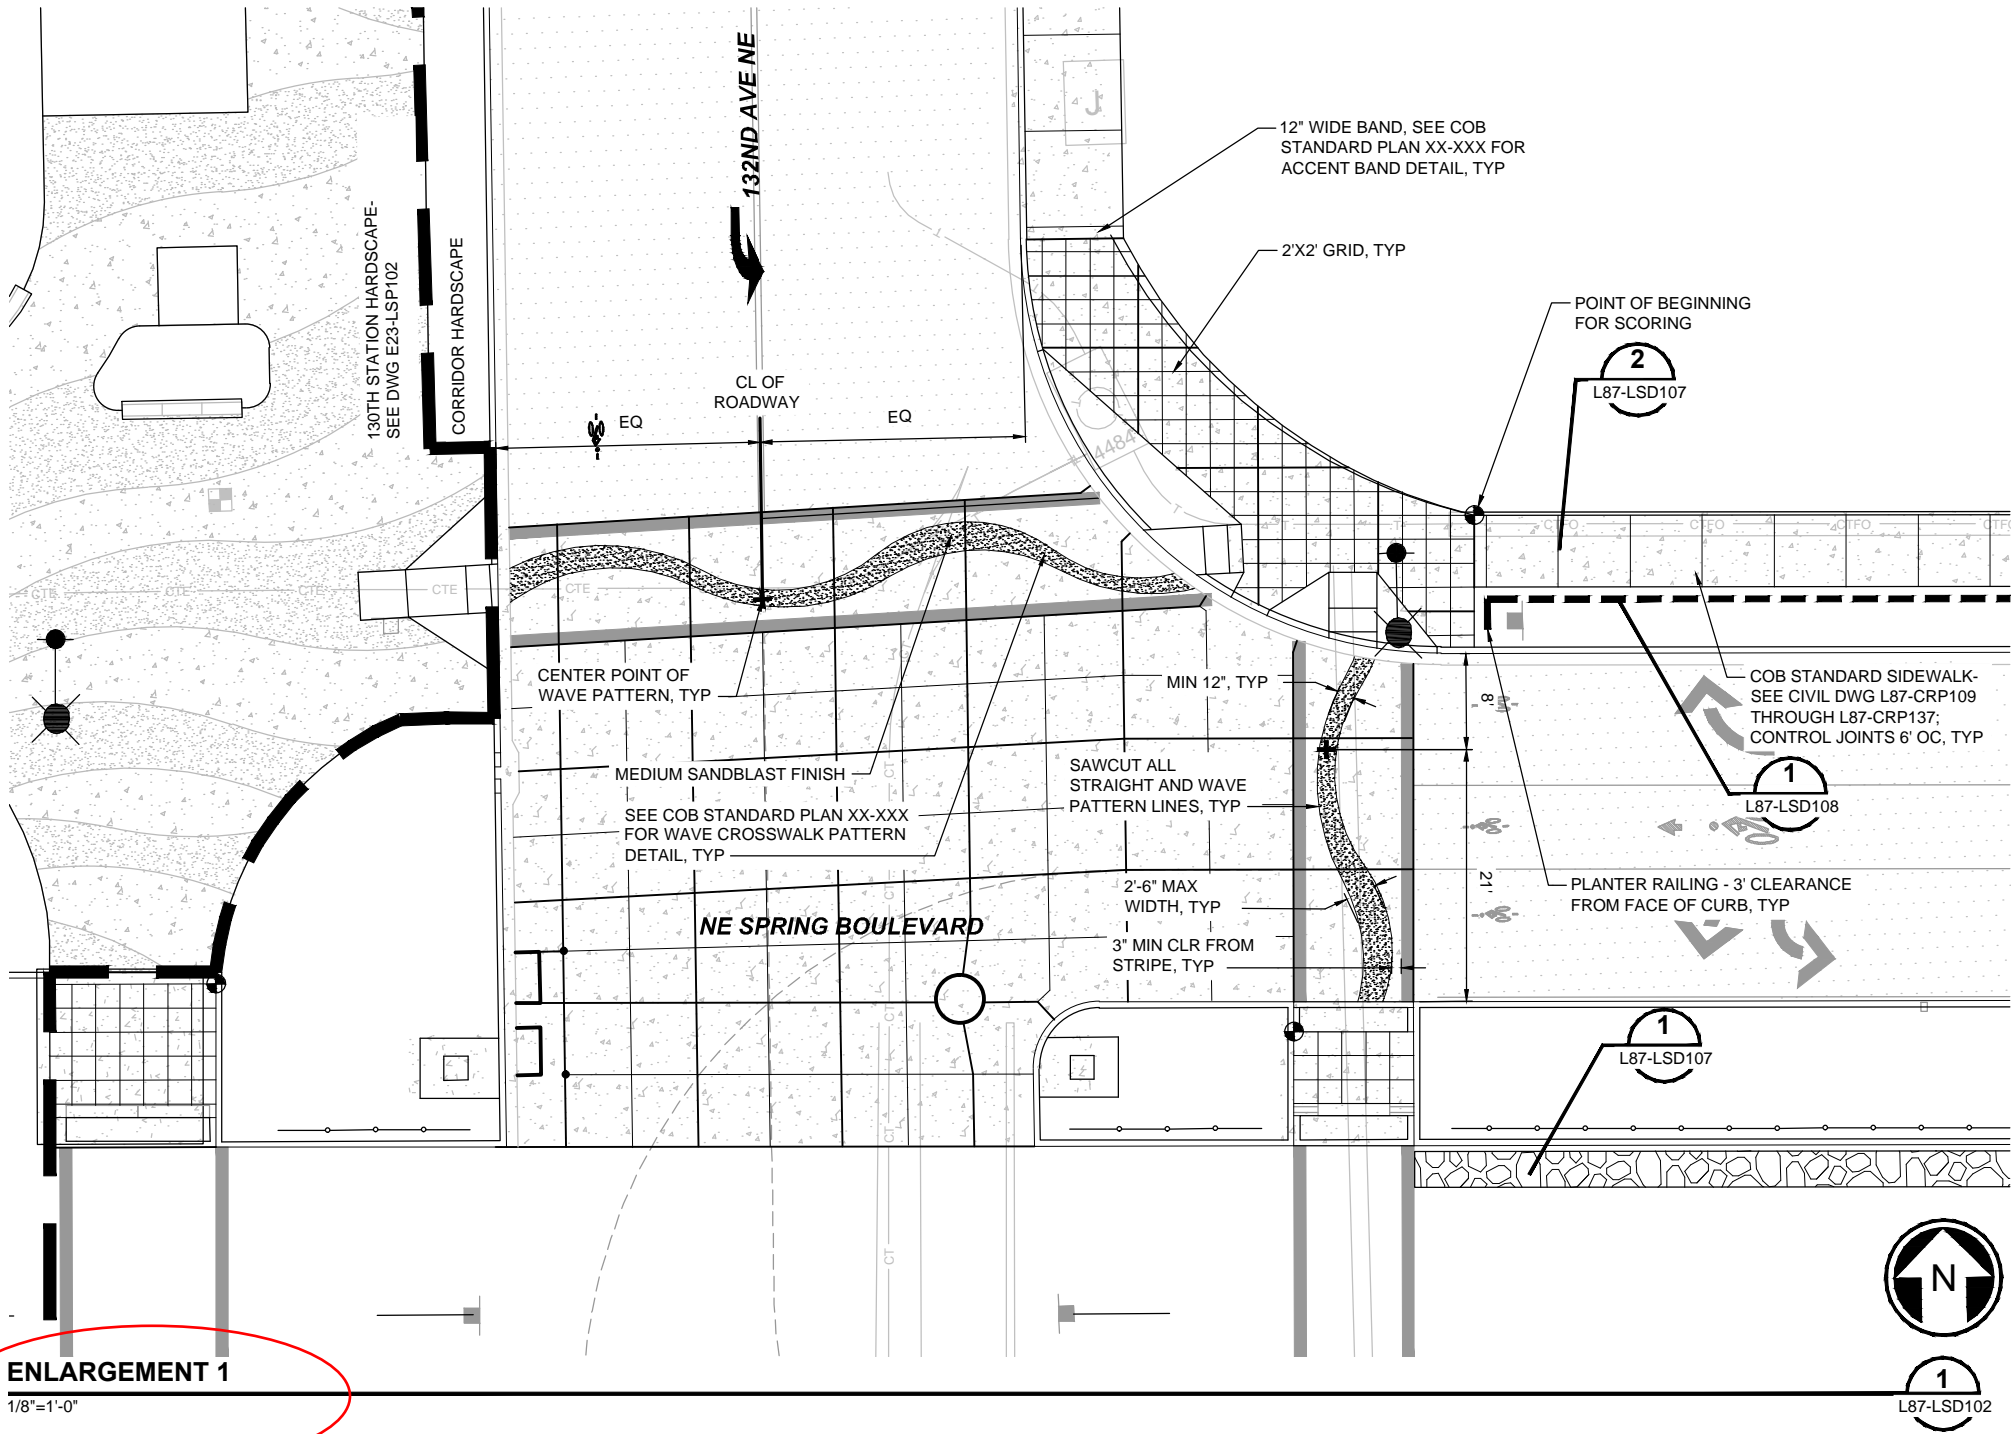 132ND AVE NE
12" WIDE BAND, SEE COB
STANDARD PLAN XX-XXX FOR
ACCENT BAND DETAIL, TYP
J
2'X2' GRID, TYP
POINT OF BEGINNING
FOR SCORING
2
L87-LSD107
130TH STATION HARDSCAPE-
SEE DWG E23-LSP102
CORRIDOR HARDSCAPE
CL OF
ROADWAY
EQ
EQ
4484
CTFO
CTFO
CTFO
CTFO
CTE
CTE
CTE
CTE
CTE
CENTER POINT OF
WAVE PATTERN, TYP
MIN 12", TYP
8'
COB STANDARD SIDEWALK-
SEE CIVIL DWG L87-CRP109
THROUGH L87-CRP137;
CONTROL JOINTS 6' OC, TYP
MEDIUM SANDBLAST FINISH
SAWCUT ALL
STRAIGHT AND WAVE
PATTERN LINES, TYP
1
L87-LSD108
SEE COB STANDARD PLAN XX-XXX
FOR WAVE CROSSWALK PATTERN
DETAIL, TYP
2'-6" MAX
WIDTH, TYP
21'
PLANTER RAILING - 3' CLEARANCE
FROM FACE OF CURB, TYP
NE SPRING BOULEVARD
3" MIN CLR FROM
STRIPE, TYP
CT
CT
CT
CT
CT
1
L87-LSD107
N
ENLARGEMENT 1
1/8"=1'-0"
1
L87-LSD102